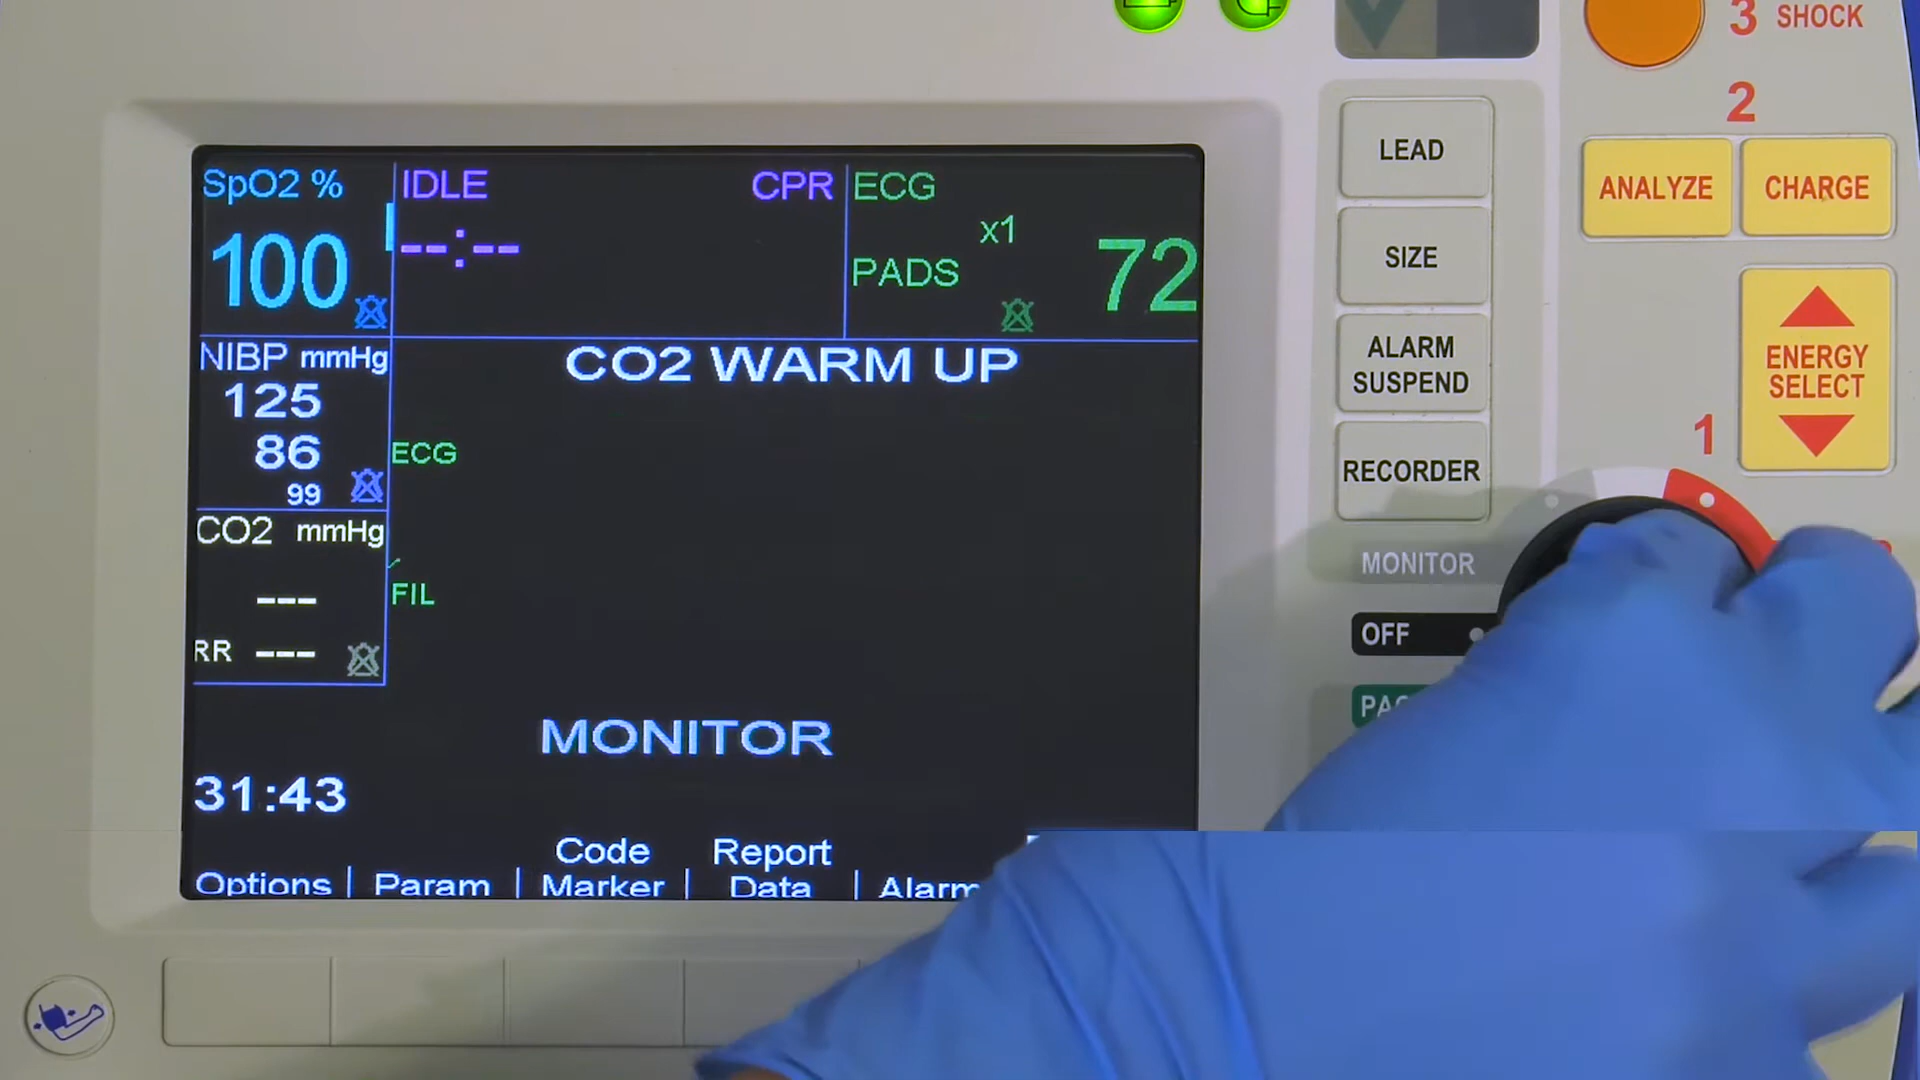 3 SHOCK
2
LEAD
ANALYZE
CHARGE
SpO2 %
IDLE
CPR
ECG
x1
100
--:--
PADS
72
SIZE
NIBP mmHg
CO2 WARM UP
ALARM
SUSPEND
ENERGY
SELECT
125
86
99
ECG
1
RECORDER
CO2 mmHg
---
FIL
MONITOR
OFF
RR ---
MONITOR
31:43
Options
Param
Code
Marker
Report
Data